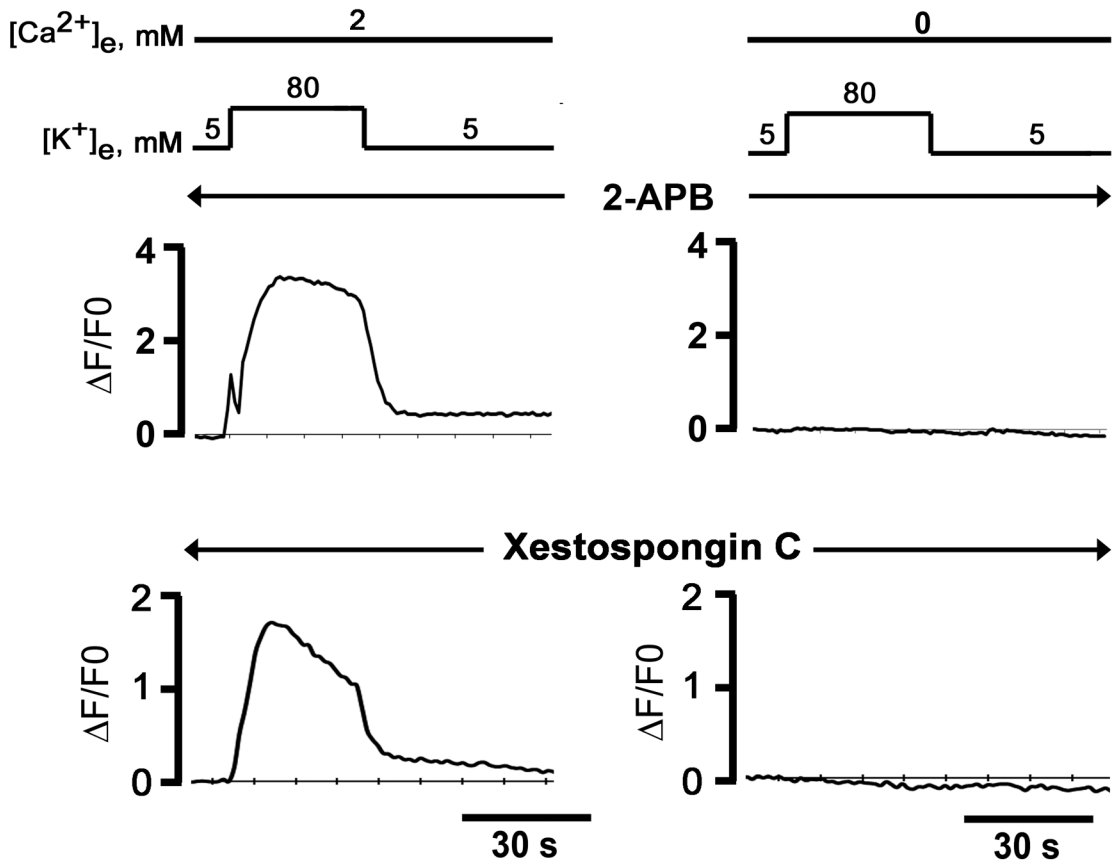 [Ca2+]e, mM 2 0
80 80
[K+]e, mM 5 5 5 5
2-APB
4 4
ΔF/F0 2 2
0 0
Xestospongin C
2 2
ΔF/F0 1 ΔF/F0 1
0 0
30 s 30 s